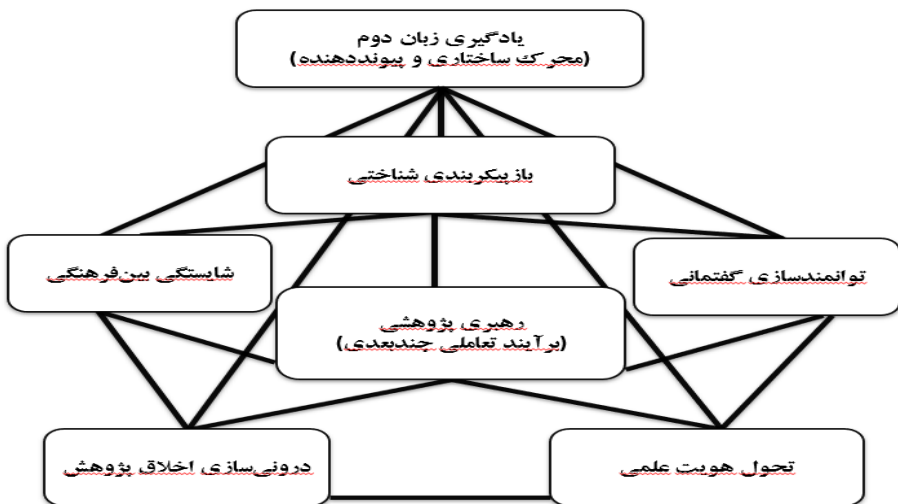 یادگیری زبان دوم
(محرک ساختاری و پیونددهنده)
بازپیکربندی شناختی
توانمندسازی گفتمانی
شایستگی بین‌فرهنگی
رهبری پژوهشی
(برآیند تعاملی چندبعدی)
تحول هویت علمی
درونی‌سازی اخلاق پژوهش